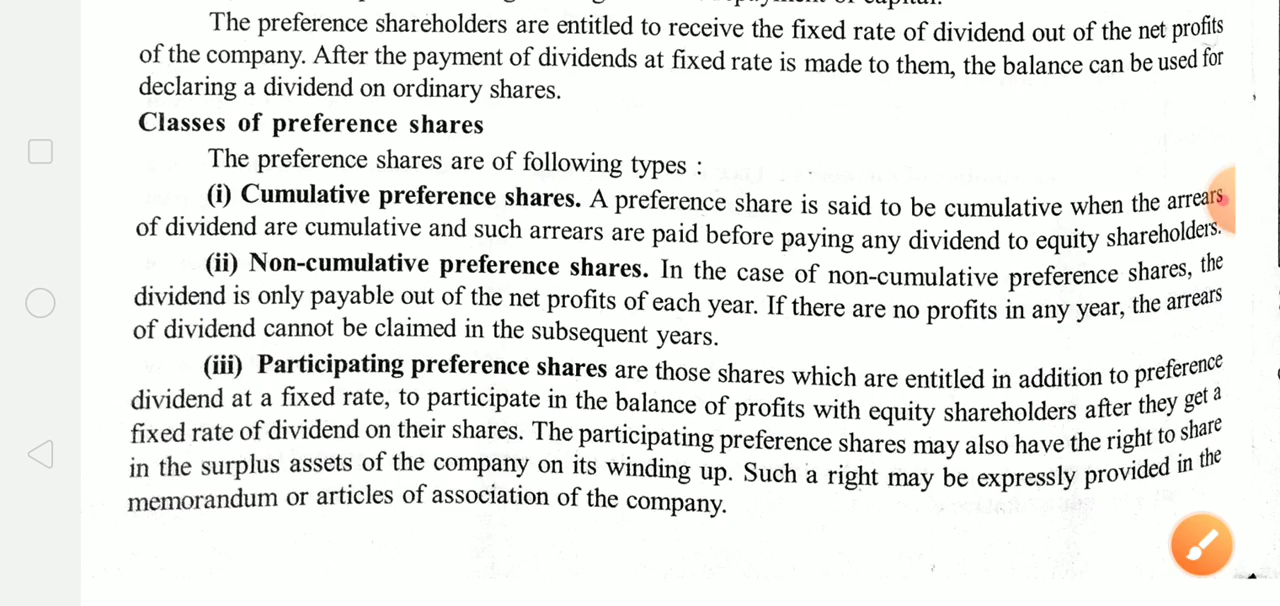 The preference shareholders are entitled to receive the fixed rate of dividend out of the net profits
of the company. After the payment of dividends at fixed rate is made to them, the balance can be used for
declaring a dividend on ordinary shares.
Classes of preference shares
The preference shares are of following types :
(i) Cumulative preference shares. A preference share is said to be cumulative when the arrears
of dividend are cumulative and such arrears are paid before paying any dividend to equity shareholders.
(ii) Non-cumulative preference shares. In the case of non-cumulative preference shares, the
dividend is only payable out of the net profits of each year. If there are no profits in any year, the arrears
of dividend cannot be claimed in the subsequent years.
(iii) Participating preference shares are those shares which are entitled in addition to preference
dividend at a fixed rate, to participate in the balance of profits with equity shareholders after they get a
fixed rate of dividend on their shares. The participating preference shares may also have the right to share
in the surplus assets of the company on its winding up. Such a right may be expressly provided in the
memorandum or articles of association of the company.